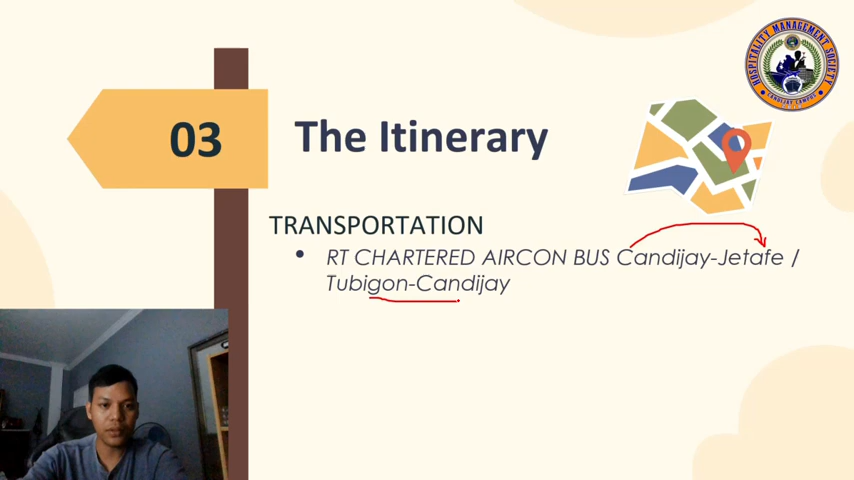 HOSPITALITY MANAGEMENT SOCIETY
CANDIJAY CAMPUS
03
The Itinerary
TRANSPORTATION
• RT CHARTERED AIRCON BUS Candijay-Jetafe /
Tubigon-Candijay